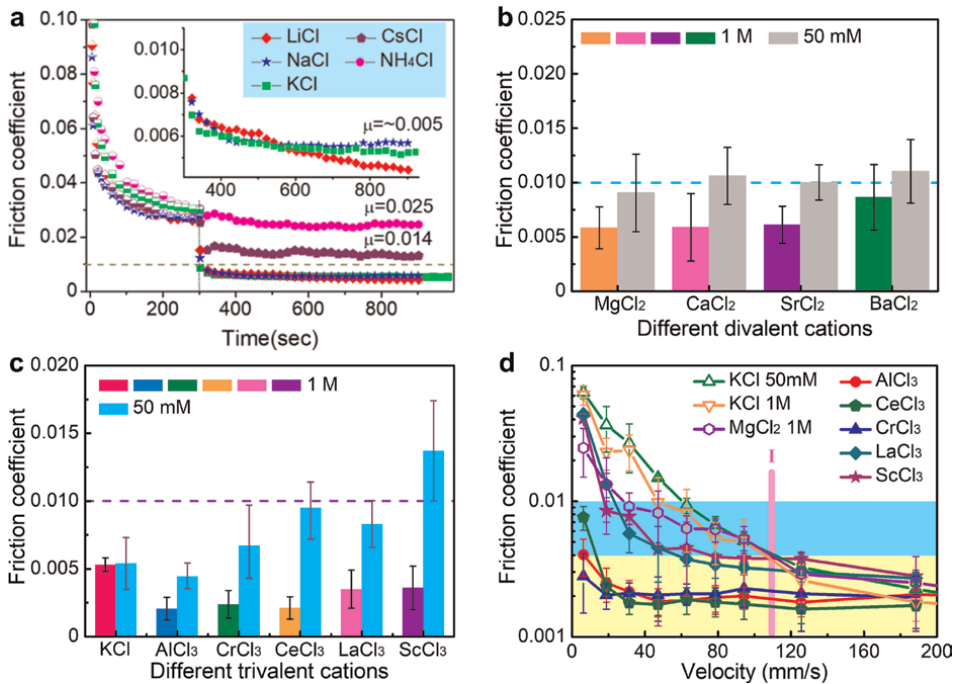 a
Friction coefficient
0.10
0.08
0.06
0.04
0.02
0
0 200 400 600 800
Time(sec)
LiCl CsCl
NaCl NH₄Cl
KCl
0.010
0.008
0.006
400 600 800
μ=~0.005
μ=0.025
μ=0.014
b
Friction coefficient
0.025
0.020
0.015
0.010
0.005
0
1 M 50 mM
MgCl₂ CaCl₂ SrCl₂ BaCl₂
Different divalent cations
c
Friction coefficient
0.020
0.015
0.010
0.005
0
1 M
50 mM
KCl AlCl₃ CrCl₃ CeCl₃ LaCl₃ ScCl₃
Different trivalent cations
d
Friction coefficient
0.1
0.01
0.001
KCl 50mM AlCl₃
KCl 1M CeCl₃
MgCl₂ 1M CrCl₃
LaCl₃
ScCl₃
0 40 80 120 160 200
Velocity (mm/s)